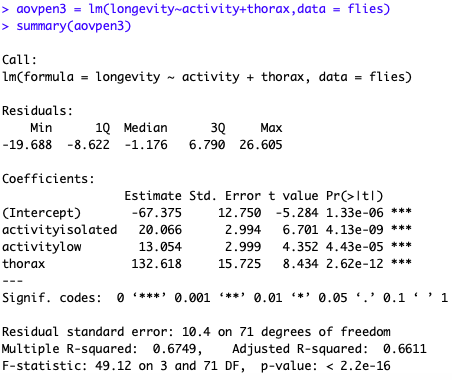 > aovpen3 = lm(longevity~activity+thorax,data = flies)
> summary(aovpen3)
Call:
lm(formula = longevity ~ activity + thorax, data = flies)
Residuals:
    Min      1Q  Median      3Q     Max
-19.688  -8.622  -1.176   6.790  26.605
Coefficients:
                 Estimate Std. Error t value Pr(>|t|)
(Intercept)       -67.375     12.750  -5.284 1.33e-06 ***
activityisolated   20.066      2.994   6.701 4.13e-09 ***
activitylow        13.054      2.999   4.352 4.43e-05 ***
thorax            132.618     15.725   8.434 2.62e-12 ***
---
Signif. codes:  0 ‘***’ 0.001 ‘**’ 0.01 ‘*’ 0.05 ‘.’ 0.1 ‘ ’ 1
Residual standard error: 10.4 on 71 degrees of freedom
Multiple R-squared:  0.6749,    Adjusted R-squared:  0.6611
F-statistic: 49.12 on 3 and 71 DF,  p-value: < 2.2e-16